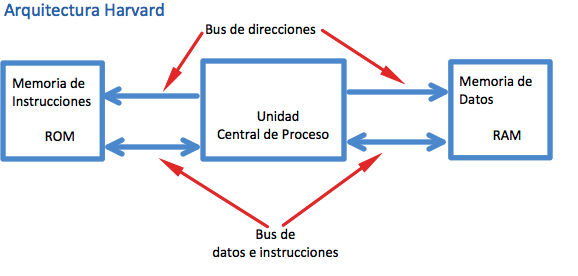 Arquitectura Harvard
Bus de direcciones
Memoria de
Instrucciones
ROM
Unidad
Central de Proceso
Memoria de
Datos
RAM
Bus de
datos e instrucciones